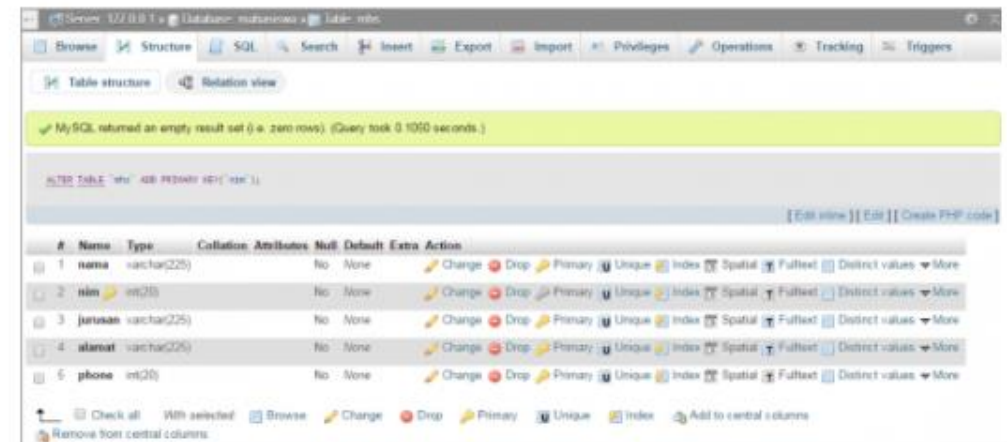 Server: 127.0.0.1 » Database: mahasiswa » Table: mhs
Browse Structure SQL Search Insert Export Import Privileges Operations Tracking Triggers
Table structure Relation view
MySQL returned an empty result set (i.e. zero rows). (Query took 0.1060 seconds.)
ALTER TABLE `mhs` ADD PRIMARY KEY(`nim`);
[ Edit inline ] [ Edit ] [ Create PHP code ]
# Name Type Collation Attributes Null Default Extra Action
1 nama varchar(225) No None Change Drop Primary Unique Index Spatial Fulltext Distinct values More
2 nim int(20) No None Change Drop Primary Unique Index Spatial Fulltext Distinct values More
3 jurusan varchar(225) No None Change Drop Primary Unique Index Spatial Fulltext Distinct values More
4 alamat varchar(225) No None Change Drop Primary Unique Index Spatial Fulltext Distinct values More
5 phone int(20) No None Change Drop Primary Unique Index Spatial Fulltext Distinct values More
Check all With selected: Browse Change Drop Primary Unique Index Add to central columns
Remove from central columns